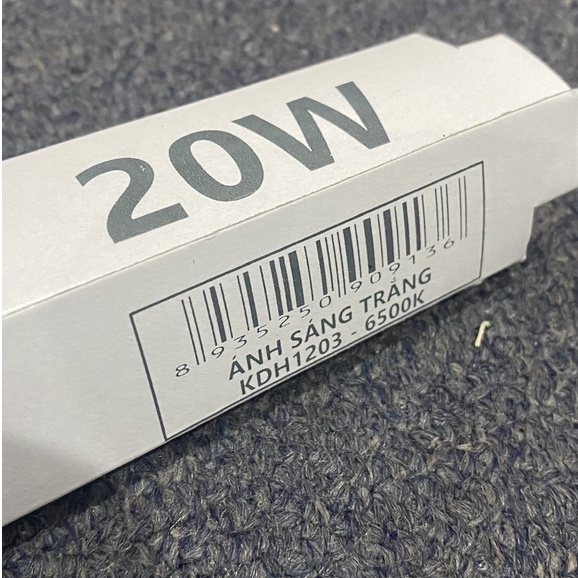 20W
8 935250 909136
ÁNH SÁNG TRẮNG
KDH1203 - 6500K